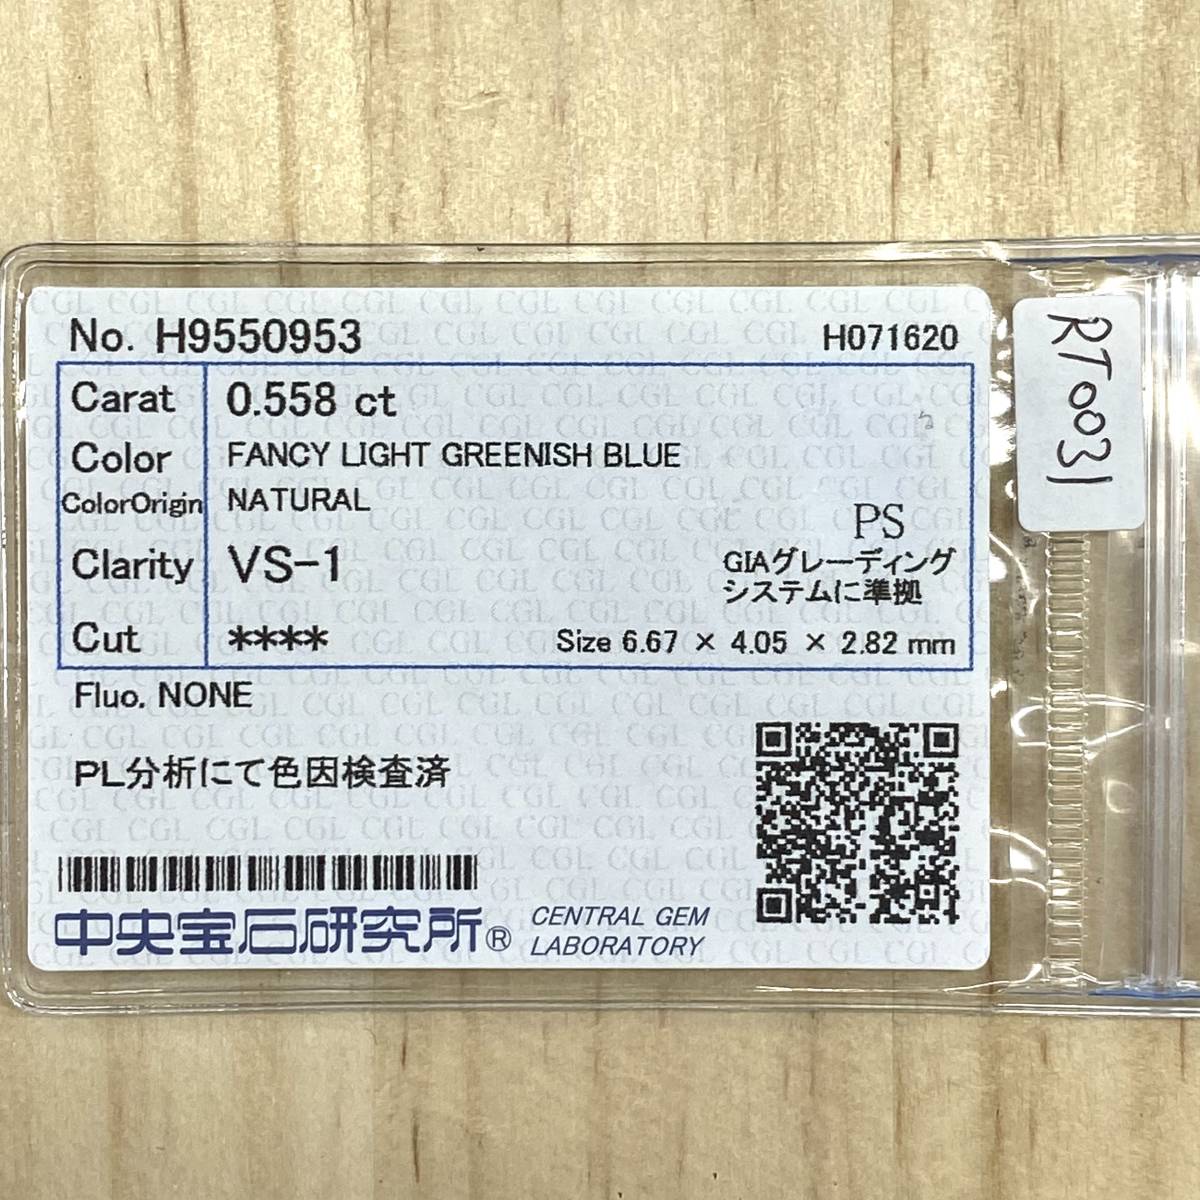 No. H9550953 H071620
Carat 0.558 ct
Color FANCY LIGHT GREENISH BLUE
ColorOrigin NATURAL
PS
Clarity VS-1
GIAグレーディング
システムに準拠
Cut **** Size 6.67 × 4.05 × 2.82 mm
Fluo. NONE
PL分析にて色因検査済
中央宝石研究所® CENTRAL GEM
LABORATORY
RT0031